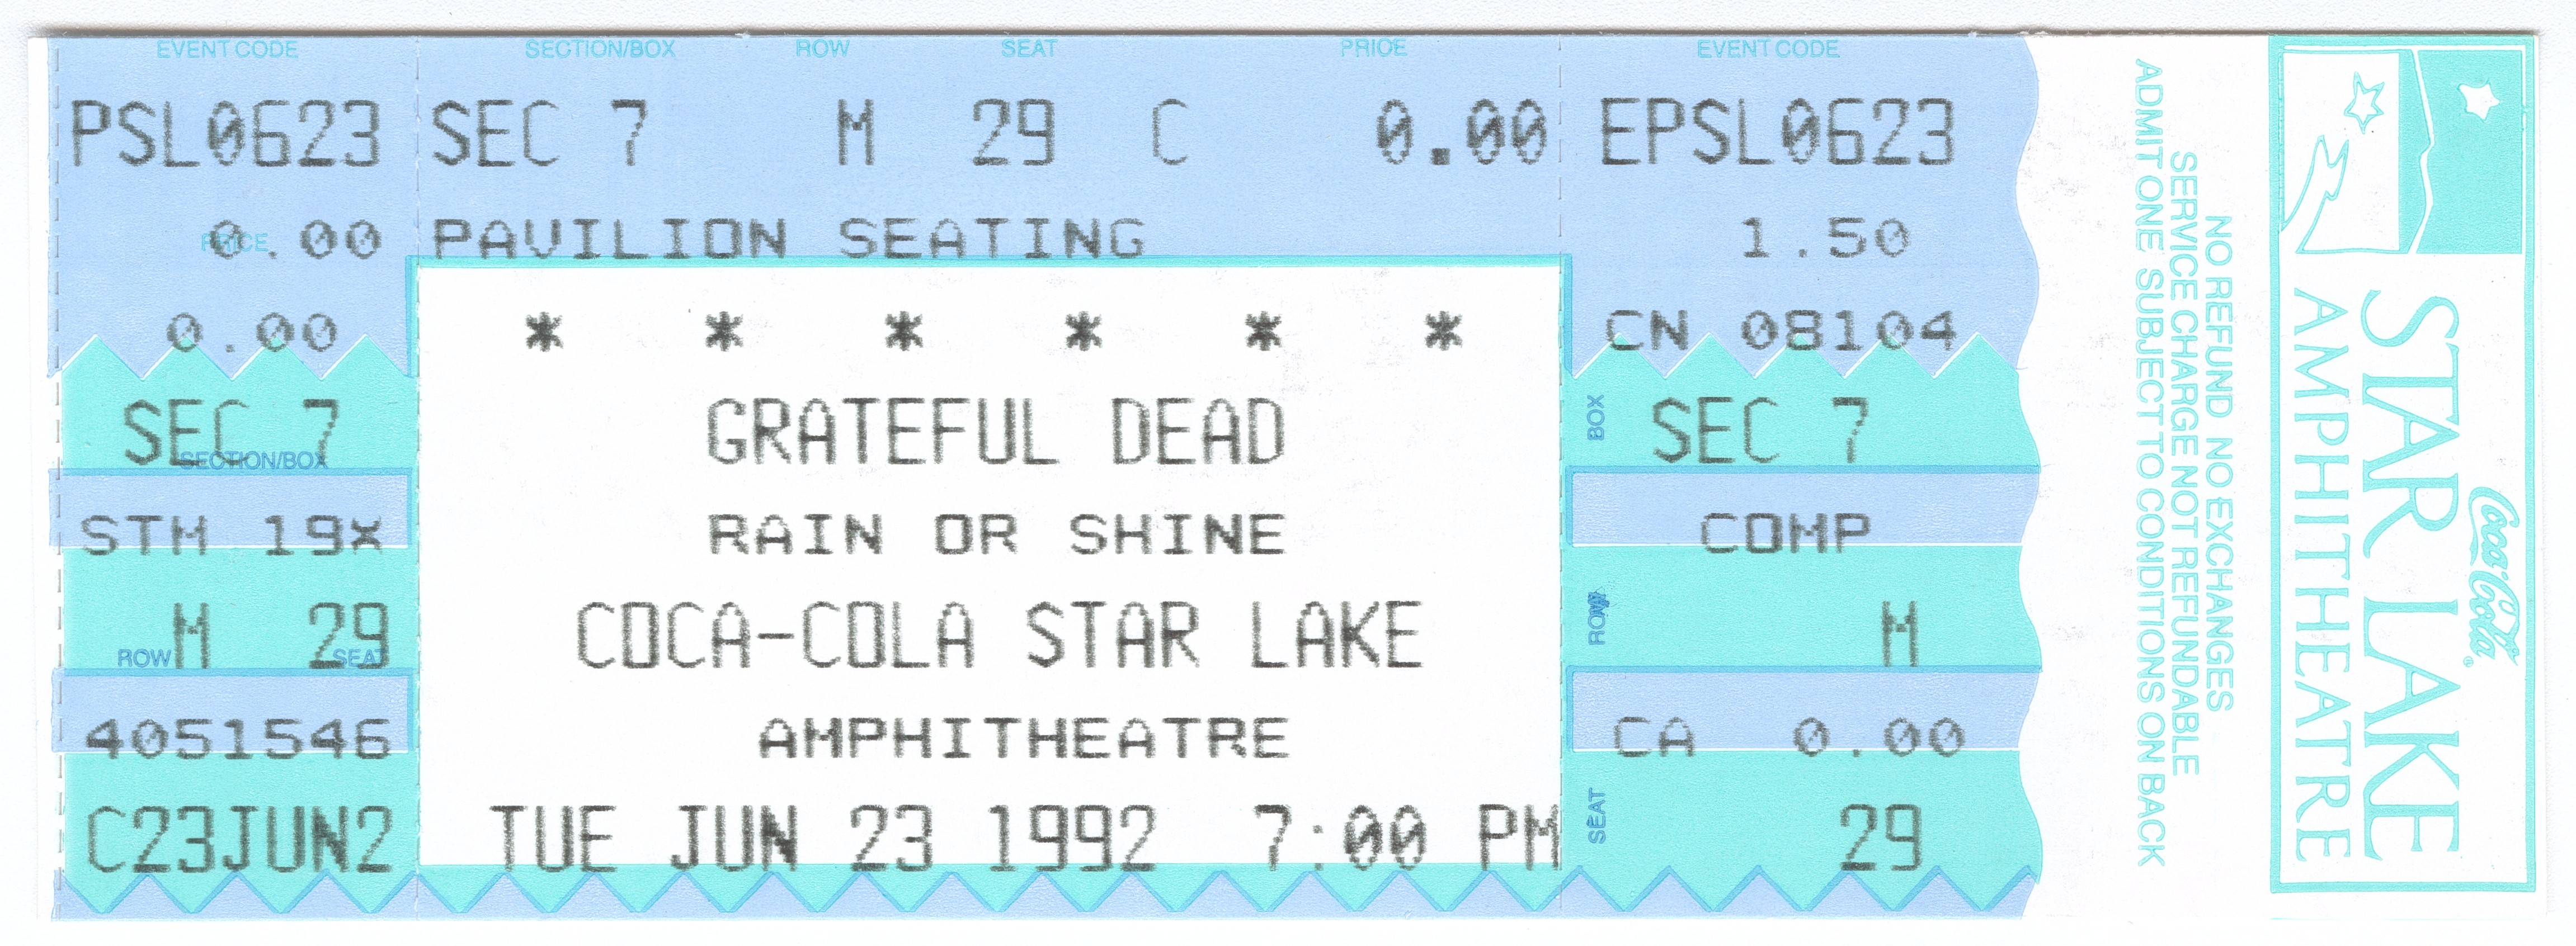 EVENT CODE
PSL0623
PRICE
0.00
0.00
SEC 7
SECTION/BOX
STM 19X
M 29
ROW SEAT
4051546
C23JUN2
SECTION/BOX ROW SEAT PRICE
SEC 7 M 29 C 0.00
PAVILION SEATING
* * * * * *
GRATEFUL DEAD
RAIN OR SHINE
COCA-COLA STAR LAKE
AMPHITHEATRE
TUE JUN 23 1992 7:00 PM
EVENT CODE
EPSL0623
1.50
CN 08104
BOX SEC 7
COMP
ROW M
CA 0.00
SEAT 29
NO REFUND NO EXCHANGES
SERVICE CHARGE NOT REFUNDABLE
ADMIT ONE SUBJECT TO CONDITIONS ON BACK
Coca-Cola®
STAR LAKE
AMPHITHEATRE